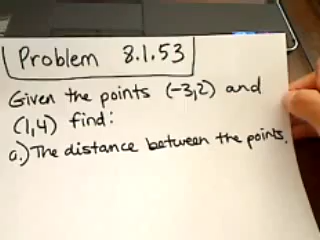 Problem 8.1.53
Given the points (-3,2) and
(1,4) find:
a.) The distance between the points.